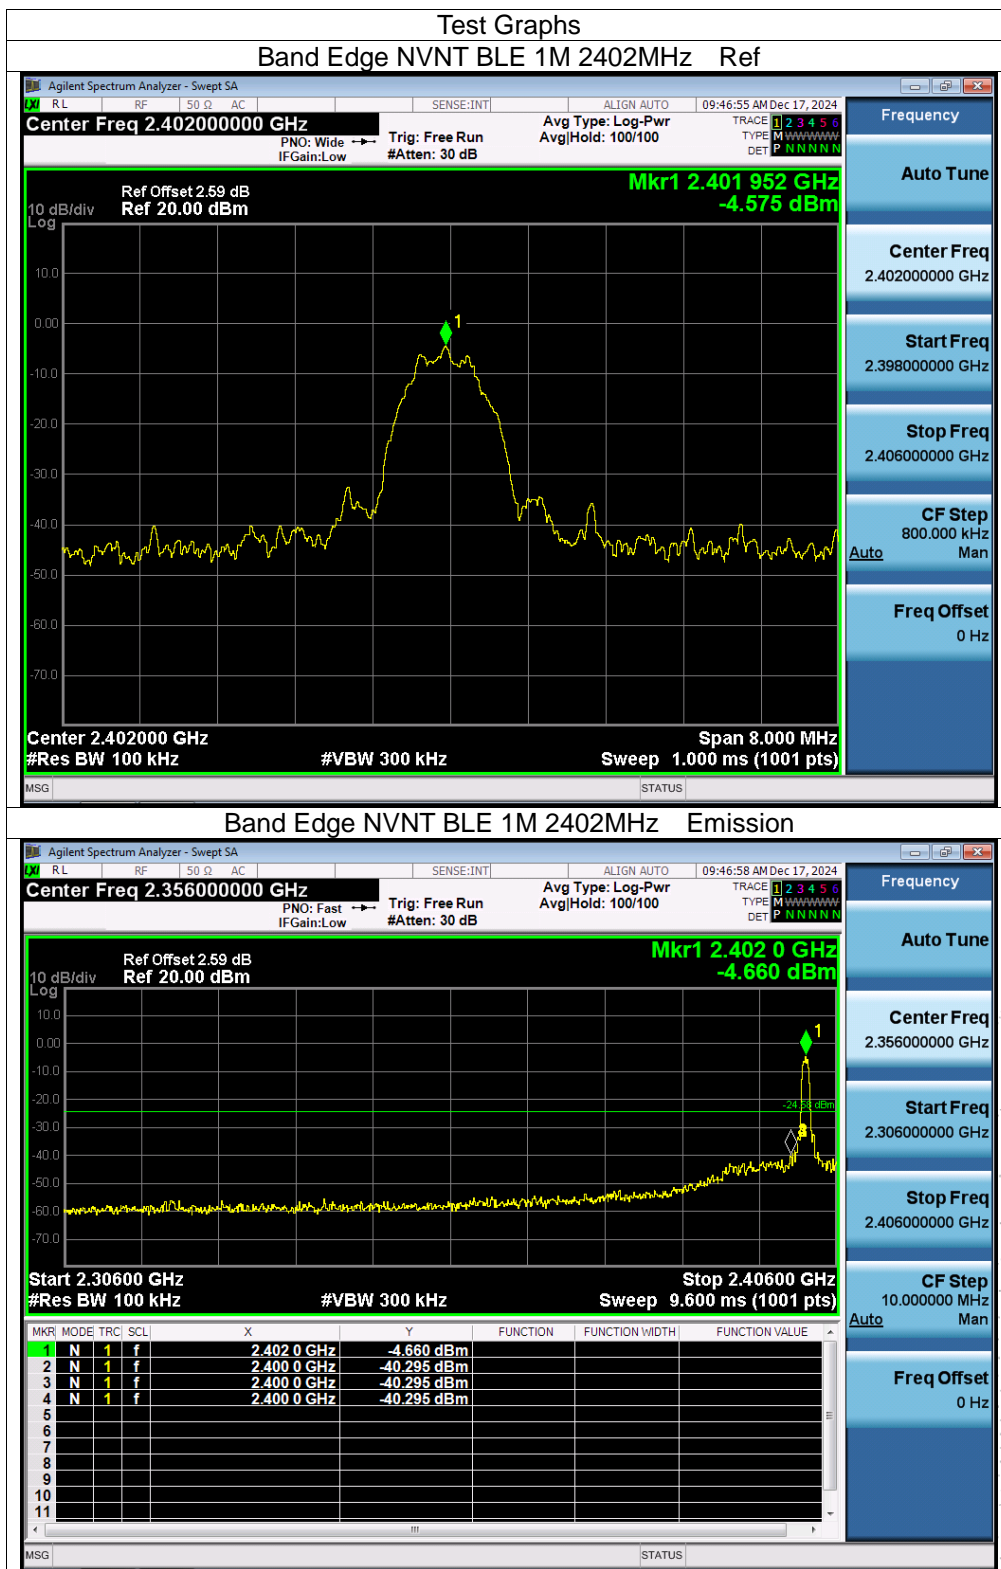 Test Graphs
Band Edge NVNT BLE 1M 2402MHz Ref
Agilent Spectrum Analyzer - Swept SA
LXI RL RF 50 Ω AC SENSE:INT ALIGN AUTO 09:46:55 AM Dec 17, 2024
Center Freq 2.402000000 GHz Avg Type: Log-Pwr TRACE 1 2 3 4 5 6
PNO: Wide Trig: Free Run Avg|Hold: 100/100 TYPE M WWWWW
IFGain:Low #Atten: 30 dB DET P N N N N N
Frequency
Auto Tune
Center Freq
2.402000000 GHz
Start Freq
2.398000000 GHz
Stop Freq
2.406000000 GHz
CF Step
800.000 kHz
Auto Man
Freq Offset
0 Hz
Mkr1 2.401 952 GHz
-4.575 dBm
Ref Offset 2.59 dB
10 dB/div Ref 20.00 dBm
Log
10.0
0.00
-10.0
-20.0
-30.0
-40.0
-50.0
-60.0
-70.0
1
Center 2.402000 GHz Span 8.000 MHz
#Res BW 100 kHz #VBW 300 kHz Sweep 1.000 ms (1001 pts)
MSG STATUS
Band Edge NVNT BLE 1M 2402MHz Emission
Agilent Spectrum Analyzer - Swept SA
LXI RL RF 50 Ω AC SENSE:INT ALIGN AUTO 09:46:58 AM Dec 17, 2024
Center Freq 2.356000000 GHz Avg Type: Log-Pwr TRACE 1 2 3 4 5 6
PNO: Fast Trig: Free Run Avg|Hold: 100/100 TYPE M WWWWW
IFGain:Low #Atten: 30 dB DET P N N N N N
Frequency
Auto Tune
Center Freq
2.356000000 GHz
Start Freq
2.306000000 GHz
Stop Freq
2.406000000 GHz
CF Step
10.000000 MHz
Auto Man
Freq Offset
0 Hz
Mkr1 2.402 0 GHz
-4.660 dBm
Ref Offset 2.59 dB
10 dB/div Ref 20.00 dBm
Log
10.0
0.00
-10.0
-20.0
-30.0
-40.0
-50.0
-60.0
-70.0
1
-24.58 dBm
Start 2.30600 GHz Stop 2.40600 GHz
#Res BW 100 kHz #VBW 300 kHz Sweep 9.600 ms (1001 pts)
MKR MODE TRC SCL X Y FUNCTION FUNCTION WIDTH FUNCTION VALUE
1 N 1 f 2.402 0 GHz -4.660 dBm
2 N 1 f 2.400 0 GHz -40.295 dBm
3 N 1 f 2.400 0 GHz -40.295 dBm
4 N 1 f 2.400 0 GHz -40.295 dBm
5
6
7
8
9
10
11
MSG STATUS